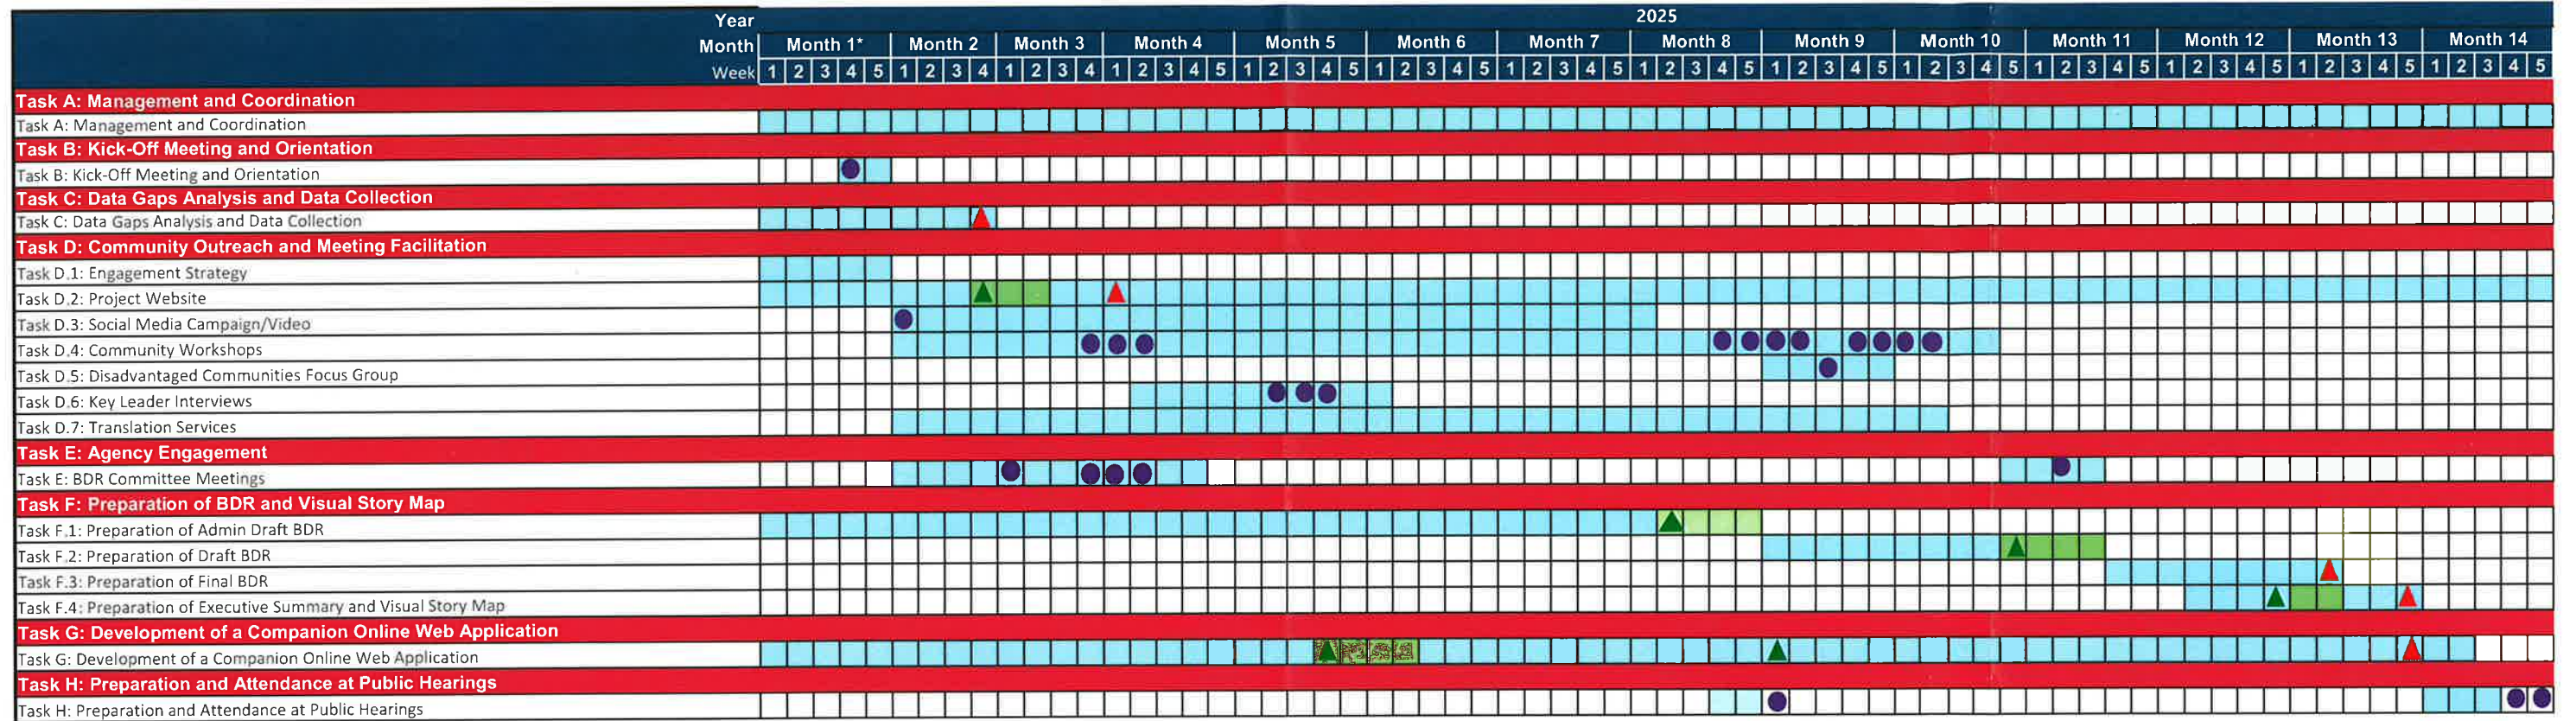 Year 2025
Month Month 1* Month 2 Month 3 Month 4 Month 5 Month 6 Month 7 Month 8 Month 9 Month 10 Month 11 Month 12 Month 13 Month 14
Week 1 2 3 4 5 1 2 3 4 1 2 3 4 1 2 3 4 5 1 2 3 4 5 1 2 3 4 5 1 2 3 4 5 1 2 3 4 5 1 2 3 4 5 1 2 3 4 5 1 2 3 4 5 1 2 3 4 5 1 2 3 4 5 1 2 3 4 5
Task A: Management and Coordination
Task A: Management and Coordination
Task B: Kick-Off Meeting and Orientation
Task B: Kick-Off Meeting and Orientation
Task C: Data Gaps Analysis and Data Collection
Task C: Data Gaps Analysis and Data Collection
Task D: Community Outreach and Meeting Facilitation
Task D.1: Engagement Strategy
Task D.2: Project Website
Task D.3: Social Media Campaign/Video
Task D.4: Community Workshops
Task D.5: Disadvantaged Communities Focus Group
Task D.6: Key Leader Interviews
Task D.7: Translation Services
Task E: Agency Engagement
Task E: BDR Committee Meetings
Task F: Preparation of BDR and Visual Story Map
Task F.1: Preparation of Admin Draft BDR
Task F.2: Preparation of Draft BDR
Task F.3: Preparation of Final BDR
Task F.4: Preparation of Executive Summary and Visual Story Map
Task G: Development of a Companion Online Web Application
Task G: Development of a Companion Online Web Application
Task H: Preparation and Attendance at Public Hearings
Task H: Preparation and Attendance at Public Hearings